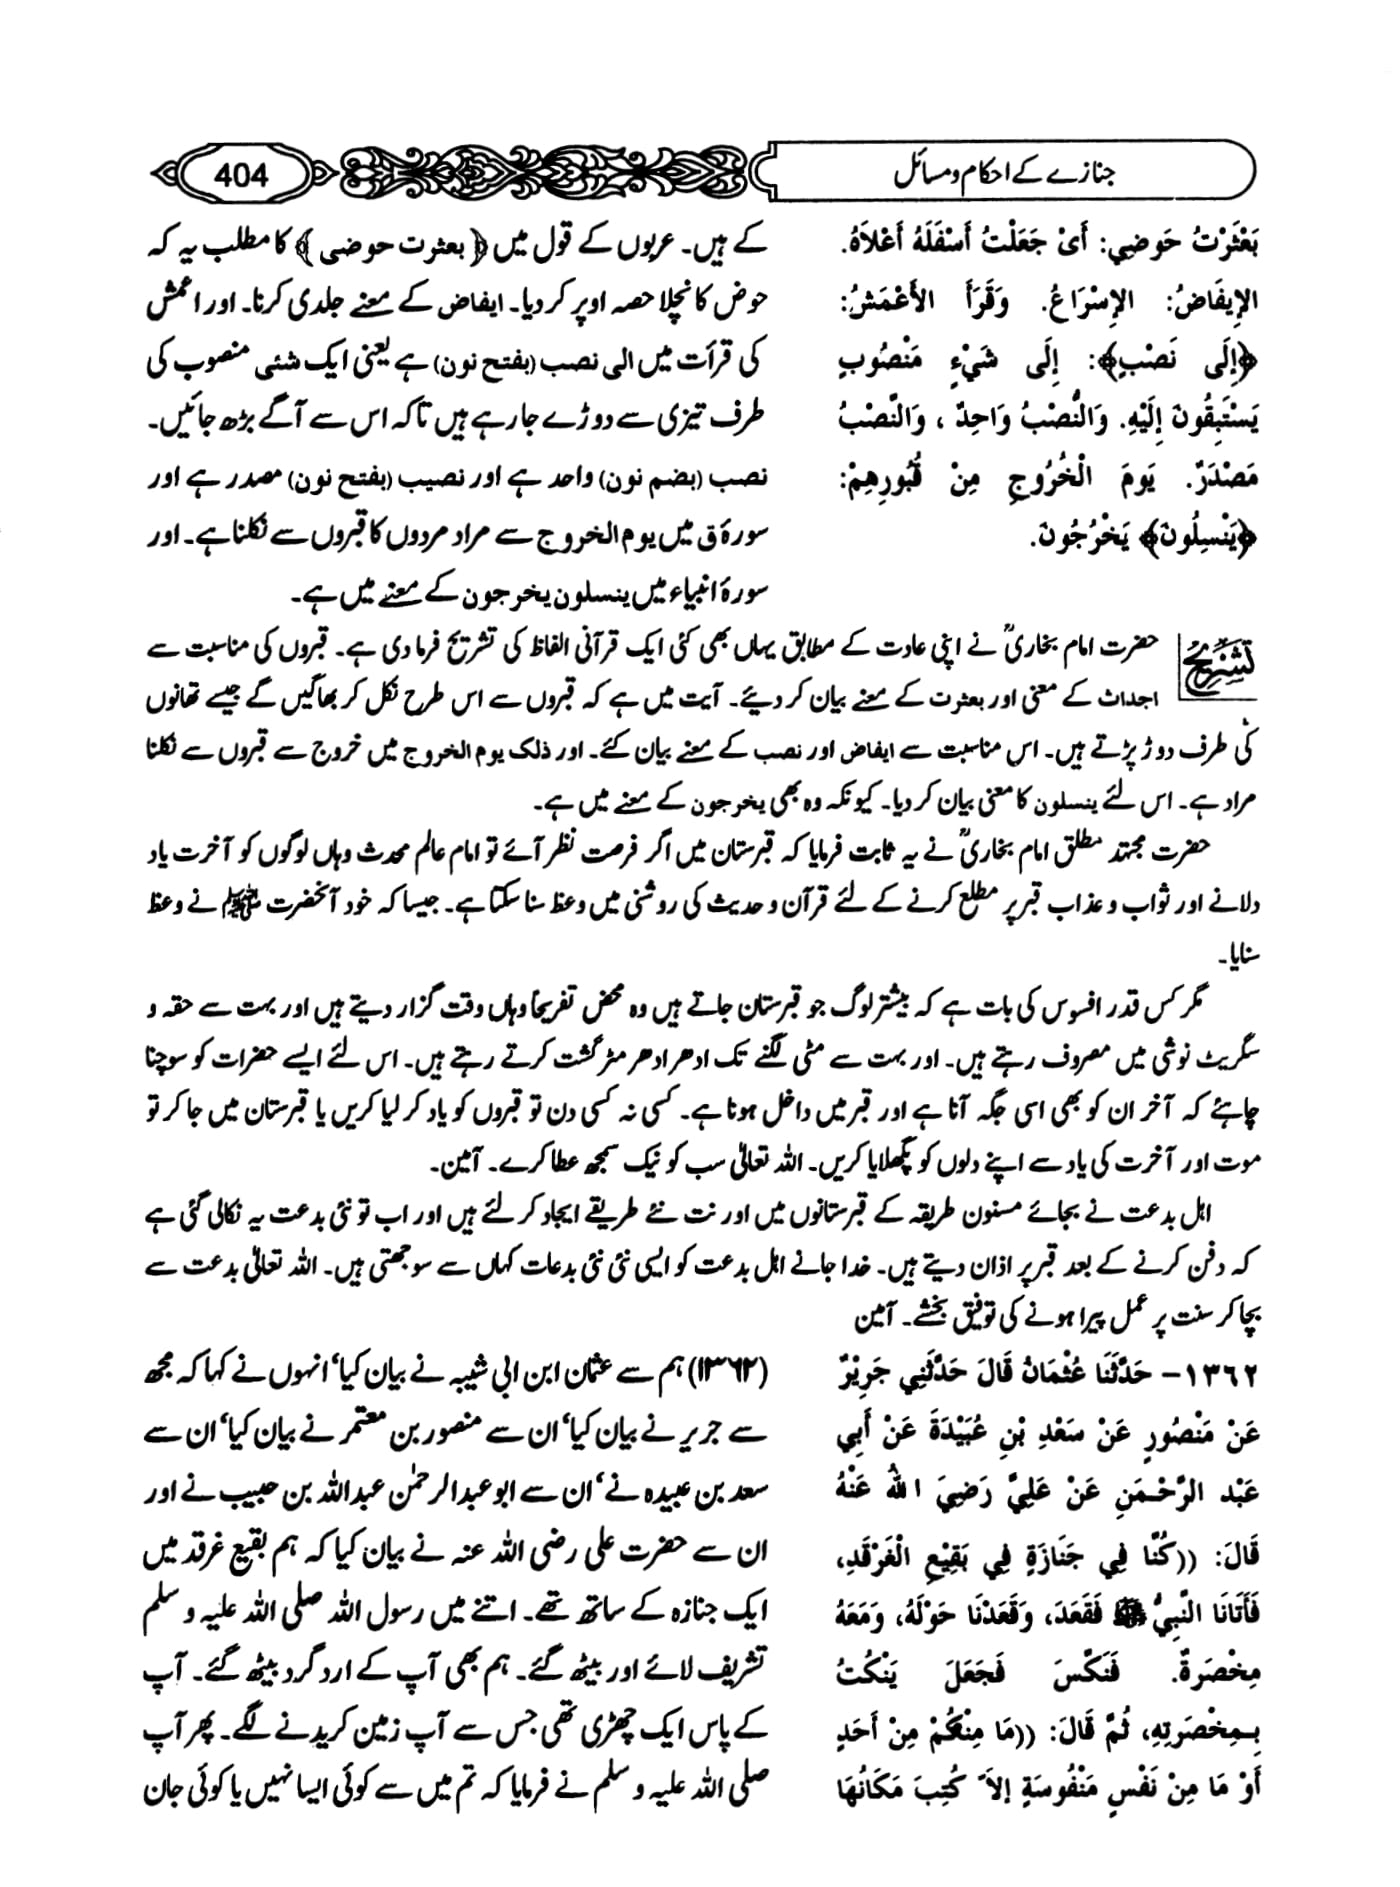 جنازے کے احکام و مسائل
404
بَعْثَرْتُ حَوضِي: أَىْ جَعَلْتُ أَسْفَلَهُ أَعْلاَهُ.
الإِيفَاضُ: الإِسْرَاعُ. وَقَرَأَ الأَعْمَشُ:
﴿إِلَى نَصْبٍ﴾: إِلَى شَيْءٍ مَنْصُوبٍ
يَسْتَبِقُونَ إِلَيْهِ. وَالنُّصْبُ وَاحِدٌ ، وَالنَّصْبُ
مَصْدَرٌ. يَومَ الْخُرُوجِ مِنْ قُبُورِهِمْ:
﴿يَنْسِلُونَ﴾ يَخْرُجُونَ.
کے ہیں۔ عربوں کے قول میں ﴿بعثرت حوضی﴾ کا مطلب یہ کہ
حوض کا نچلا حصہ اوپر کر دیا۔ ایفاض کے معنے جلدی کرنا۔ اور اعمش
کی قرأت میں الی نصب (بفتح نون) ہے یعنی ایک شئی منصوب کی
طرف تیزی سے دوڑے جا رہے ہیں تاکہ اس سے آگے بڑھ جائیں۔
نصب (بضم نون) واحد ہے اور نصیب (بفتح نون) مصدر ہے اور
سورۂ ق میں یوم الخروج سے مراد مردوں کا قبروں سے نکلنا ہے۔ اور
سورۂ انبیاء میں ینسلون یخرجون کے معنے میں ہے۔
تشریح
حضرت امام بخاریؒ نے اپنی عادت کے مطابق یہاں بھی کئی ایک قرآنی الفاظ کی تشریح فرما دی ہے۔ قبروں کی مناسبت سے
اجداث کے معنی اور بعثرت کے معنے بیان کر دیئے۔ آیت میں ہے کہ قبروں سے اس طرح نکل کر بھاگیں گے جیسے تھانوں
کی طرف دوڑ پڑتے ہیں۔ اس مناسبت سے ایفاض اور نصب کے معنے بیان کئے۔ اور ذلک یوم الخروج میں خروج سے قبروں سے نکلنا
مراد ہے۔ اس لئے ینسلون کا معنی بیان کر دیا۔ کیونکہ وہ بھی یخرجون کے معنے میں ہے۔
حضرت مجتہد مطلق امام بخاریؒ نے یہ ثابت فرمایا کہ قبرستان میں اگر فرصت نظر آئے تو امام عالم محدث وہاں لوگوں کو آخرت یاد
دلانے اور ثواب و عذاب قبر پر مطلع کرنے کے لئے قرآن و حدیث کی روشنی میں وعظ سنا سکتا ہے۔ جیسا کہ خود آنحضرت ﷺ نے وعظ
سنایا۔
مگر کس قدر افسوس کی بات ہے کہ بیشتر لوگ جو قبرستان جاتے ہیں وہ محض تفریحاً وہاں وقت گزار دیتے ہیں اور بہت سے حقہ و
سگریٹ نوشی میں مصروف رہتے ہیں۔ اور بہت سے مٹی لگنے تک ادھر ادھر مٹر گشت کرتے رہتے ہیں۔ اس لئے ایسے حضرات کو سوچنا
چاہئے کہ آخر ان کو بھی اسی جگہ آنا ہے اور قبر میں داخل ہونا ہے۔ کسی نہ کسی دن تو قبروں کو یاد کر لیا کریں یا قبرستان میں جا کر تو
موت اور آخرت کی یاد سے اپنے دلوں کو پگھلایا کریں۔ اللہ تعالیٰ سب کو نیک سمجھ عطا کرے۔ آمین۔
اہل بدعت نے بجائے مسنون طریقہ کے قبرستانوں میں اور نت نئے طریقے ایجاد کر لئے ہیں اور اب تو نئی بدعت یہ نکالی گئی ہے
کہ دفن کرنے کے بعد قبر پر اذان دیتے ہیں۔ خدا جانے اہل بدعت کو ایسی نئی نئی بدعات کہاں سے سوجھتی ہیں۔ اللہ تعالیٰ بدعت سے
بچا کر سنت پر عمل پیرا ہونے کی توفیق بخشے۔ آمین
١٣٦٢ – حَدَّثَنَا عُثْمَانُ قَالَ حَدَّثَنِي جَرِيْرٌ
عَنْ مَنْصُورٍ عَنْ سَعْدِ بْنِ عُبَيْدَةَ عَنْ أَبِي
عَبْدِ الرَّحْمَنِ عَنْ عَلِيٍّ رَضِيَ اللهُ عَنْهُ
قَالَ: ((كُنَّا فِي جَنَازَةٍ فِي بَقِيْعِ الْغَرْقَدِ،
فَأَتَانَا النَّبِيُّ ﷺ فَقَعَدَ، وَقَعَدْنَا حَوْلَهُ، وَمَعَهُ
مِخْصَرَةٌ. فَنَكَّسَ فَجَعَلَ يَنْكُتُ
بِمِخْصَرَتِهِ، ثُمَّ قَالَ: ((مَا مِنْكُمْ مِنْ أَحَدٍ
أَوْ مَا مِنْ نَفْسٍ مَنْفُوسَةٍ إِلاَّ كُتِبَ مَكَانُهَا
(۱۳۶۲) ہم سے عثمان ابن ابی شیبہ نے بیان کیا‘ انہوں نے کہا کہ مجھ
سے جریر نے بیان کیا‘ ان سے منصور بن معتمر نے بیان کیا‘ ان سے
سعد بن عبیدہ نے‘ ان سے ابو عبدالرحمٰن عبداللہ بن حبیب نے اور
ان سے حضرت علی رضی اللہ عنہ نے بیان کیا کہ ہم بقیع غرقد میں
ایک جنازہ کے ساتھ تھے۔ اتنے میں رسول اللہ صلی اللہ علیہ و سلم
تشریف لائے اور بیٹھ گئے۔ ہم بھی آپ کے ارد گرد بیٹھ گئے۔ آپ
کے پاس ایک چھڑی تھی جس سے آپ زمین کریدنے لگے۔ پھر آپ
صلی اللہ علیہ و سلم نے فرمایا کہ تم میں سے کوئی ایسا نہیں یا کوئی جان